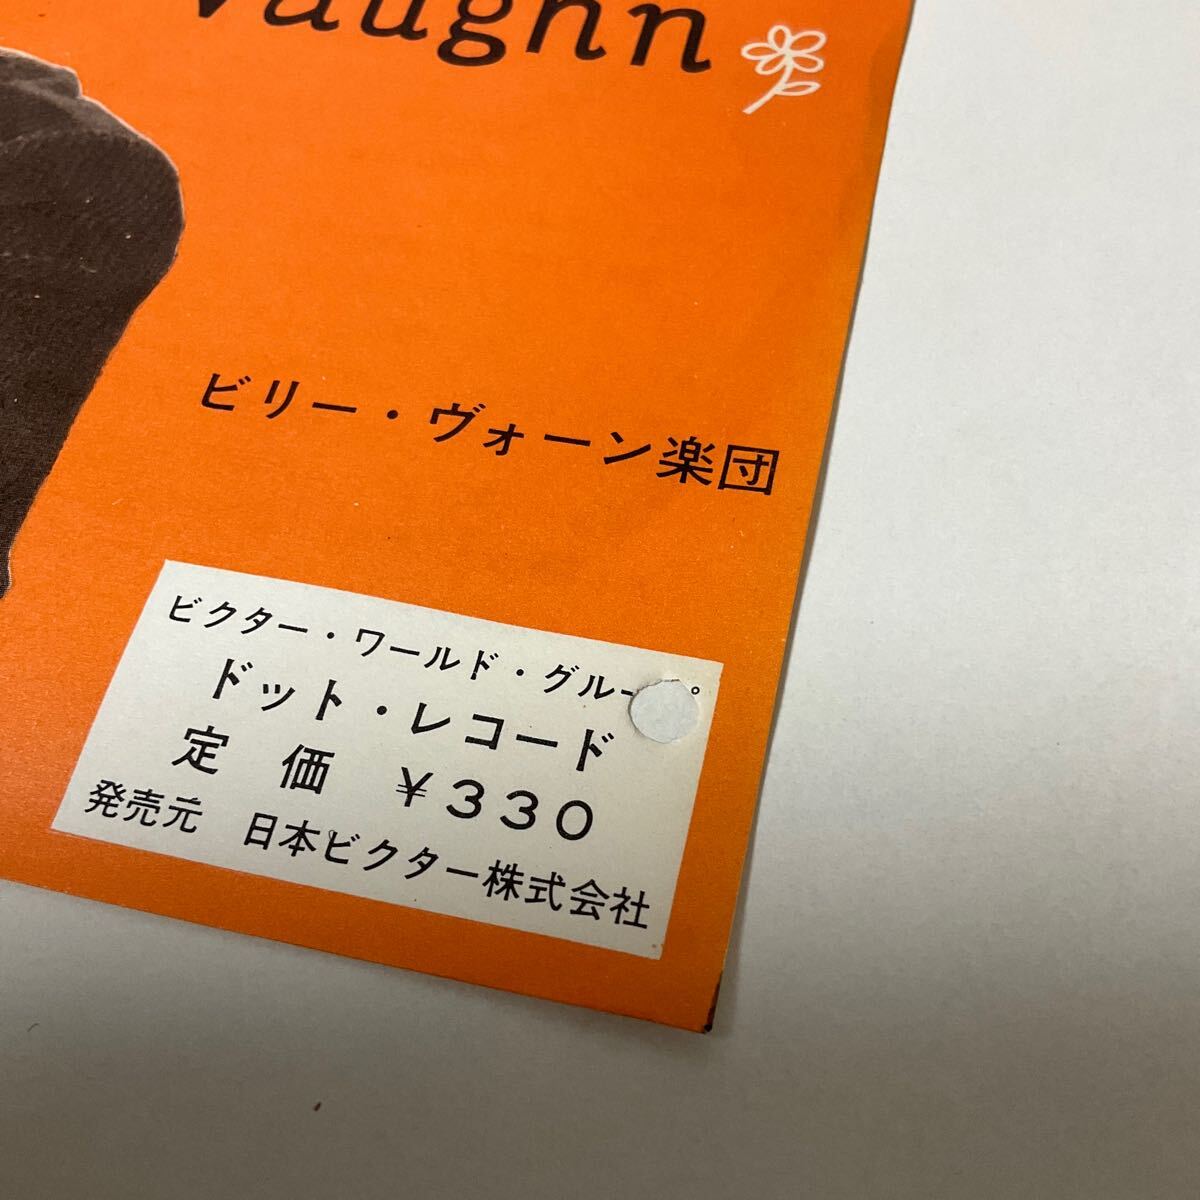 Vaughn
ビリー・ヴォーン楽団
ビクター・ワールド・グループ
ドット・レコード
定 価 ￥330
発売元 日本ビクター株式会社